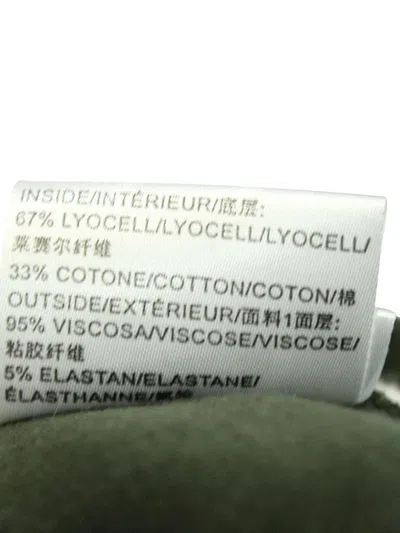 INSIDE/INTÉRIEUR/底层:
67% LYOCELL/LYOCELL/LYOCELL/
莱赛尔纤维
33% COTONE/COTTON/COTON/棉
OUTSIDE/EXTÉRIEUR/面料1面层:
95% VISCOSA/VISCOSE/VISCOSE/
粘胶纤维
5% ELASTAN/ELASTANE/
ÉLASTHANNE/